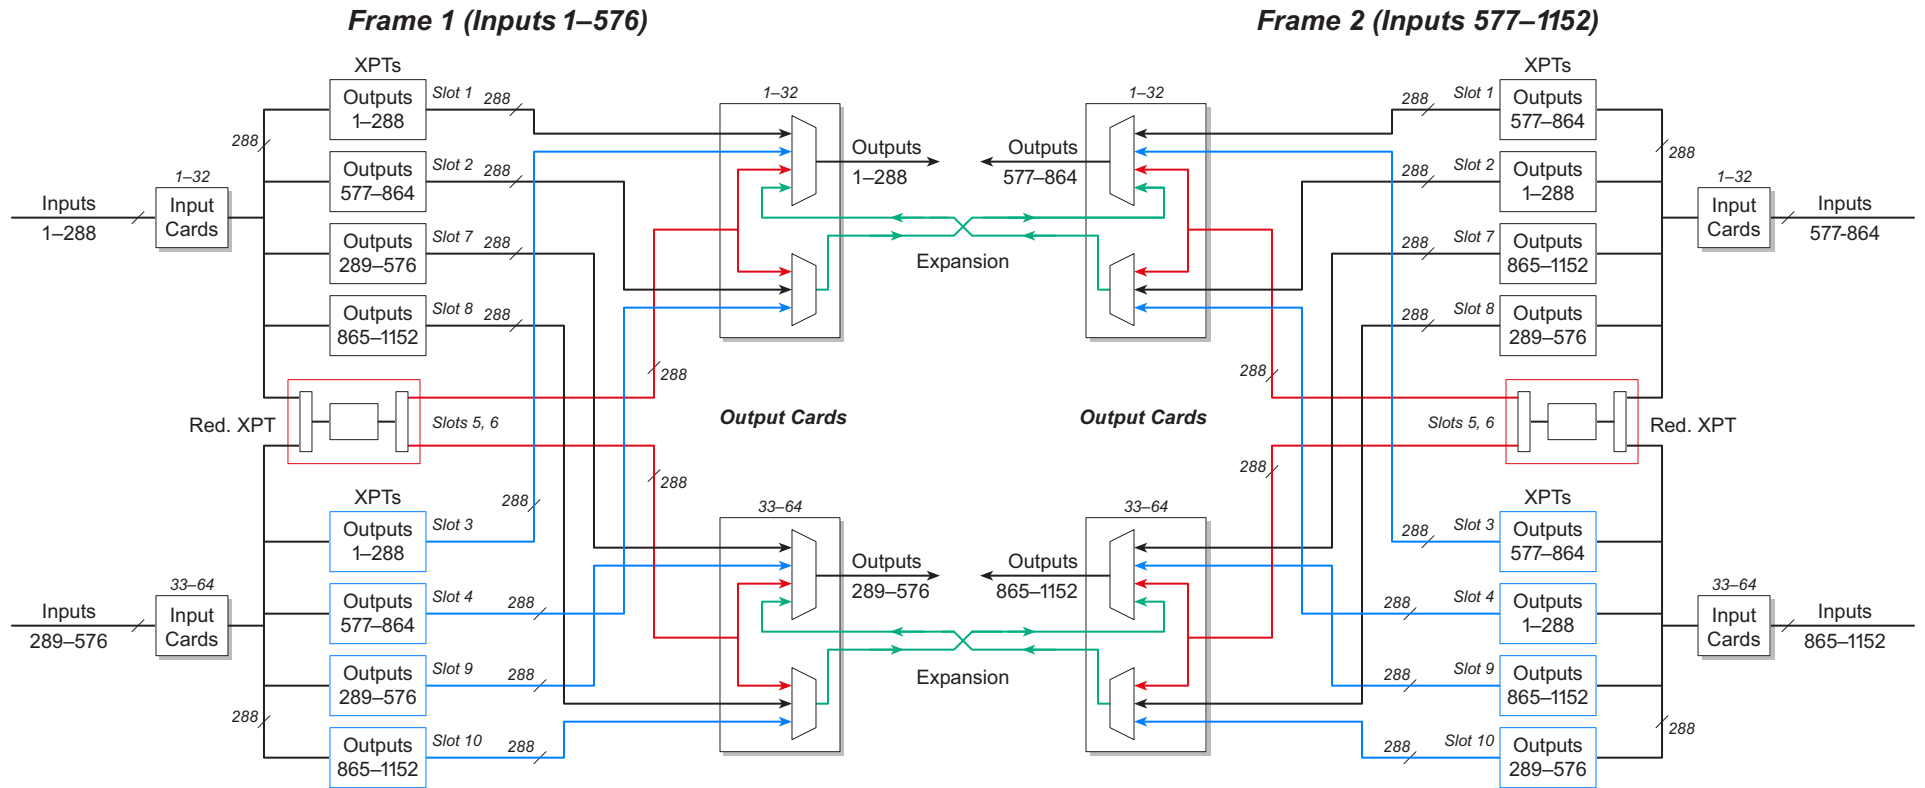 Frame 1 (Inputs 1–576)
Frame 2 (Inputs 577–1152)
XPTs
Outputs
1–288
Slot 1
288
Outputs
577–864
Slot 2
288
Outputs
289–576
Slot 7
288
Outputs
865–1152
Slot 8
288
288
1–32
Input
Cards
Inputs
1–288
Red. XPT
Slots 5, 6
288
288
XPTs
Outputs
1–288
Slot 3
288
Outputs
577–864
Slot 4
288
Outputs
289–576
Slot 9
288
Outputs
865–1152
Slot 10
288
288
33–64
Input
Cards
Inputs
289–576
1–32
Outputs
1–288
Expansion
1–32
Outputs
577–864
Output Cards
Output Cards
33–64
Outputs
289–576
Expansion
33–64
Outputs
865–1152
XPTs
288
Slot 1
Outputs
577–864
288
Slot 2
Outputs
1–288
288
Slot 7
Outputs
865–1152
288
Slot 8
Outputs
289–576
288
1–32
Input
Cards
Inputs
577-864
288
288
Slots 5, 6
Red. XPT
XPTs
288
Slot 3
Outputs
577–864
288
Slot 4
Outputs
1–288
288
Slot 9
Outputs
865–1152
288
Slot 10
Outputs
289–576
288
33–64
Input
Cards
Inputs
865–1152